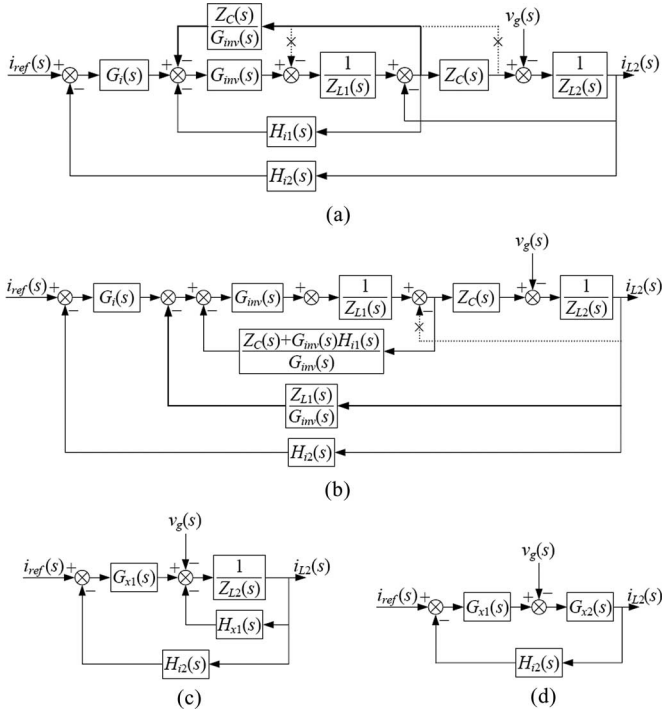 Z_C(s)
G_inv(s)
v_g(s)
i_ref(s) + − G_i(s) + − − G_inv(s) + − 1 + − Z_C(s) + − 1 i_L2(s)
Z_L1(s) Z_L2(s)
H_i1(s)
H_i2(s)
(a)
v_g(s)
i_ref(s) + − G_i(s) + − + − G_inv(s) + 1 + − Z_C(s) + − 1 i_L2(s)
Z_L1(s) Z_L2(s)
Z_C(s)+G_inv(s)H_i1(s)
G_inv(s)
Z_L1(s)
G_inv(s)
H_i2(s)
(b)
v_g(s)
i_ref(s) + − G_x1(s) + − − 1 i_L2(s)
Z_L2(s)
H_x1(s)
H_i2(s)
(c)
v_g(s)
i_ref(s) + − G_x1(s) + − G_x2(s) i_L2(s)
H_i2(s)
(d)